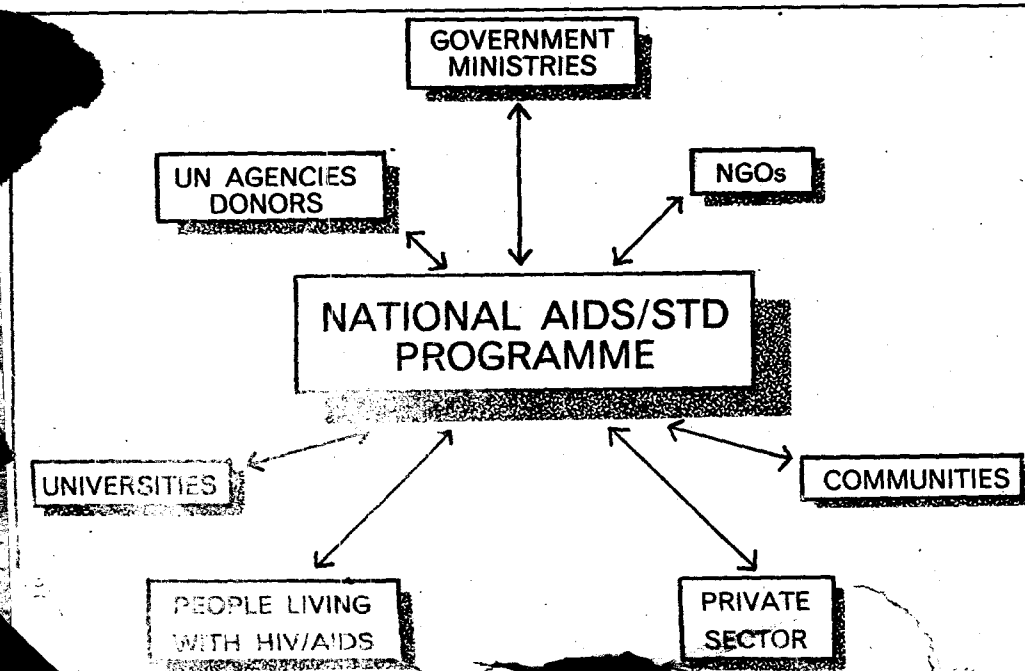 GOVERNMENT
MINISTRIES
UN AGENCIES
DONORS
NGOs
NATIONAL AIDS/STD
PROGRAMME
UNIVERSITIES
COMMUNITIES
PEOPLE LIVING
WITH HIV/AIDS
PRIVATE
SECTOR